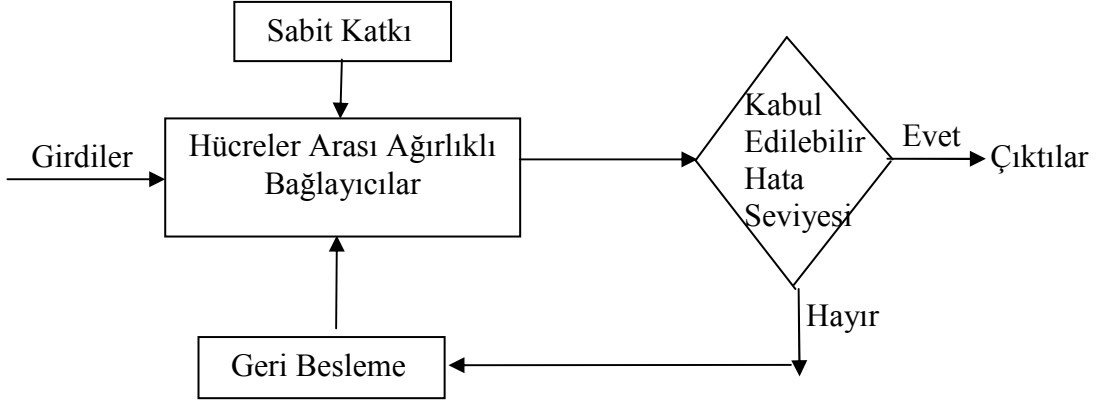 Sabit Katkı
Girdiler
Hücreler Arası Ağırlıklı
Bağlayıcılar
Kabul
Edilebilir
Hata
Seviyesi
Evet
Çıktılar
Hayır
Geri Besleme